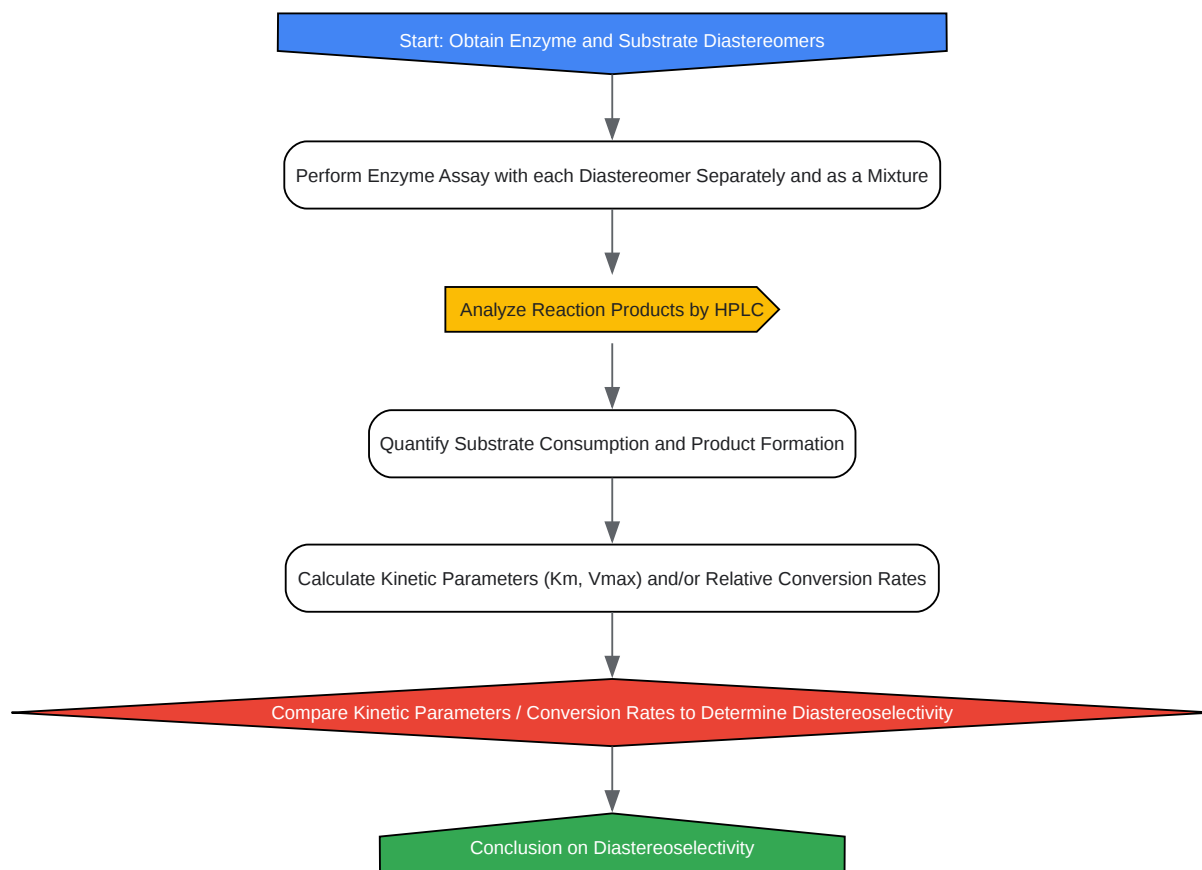 Start: Obtain Enzyme and Substrate Diastereomers
Perform Enzyme Assay with each Diastereomer Separately and as a Mixture
Analyze Reaction Products by HPLC
Quantify Substrate Consumption and Product Formation
Calculate Kinetic Parameters (Km, Vmax) and/or Relative Conversion Rates
Compare Kinetic Parameters / Conversion Rates to Determine Diastereoselectivity
Conclusion on Diastereoselectivity